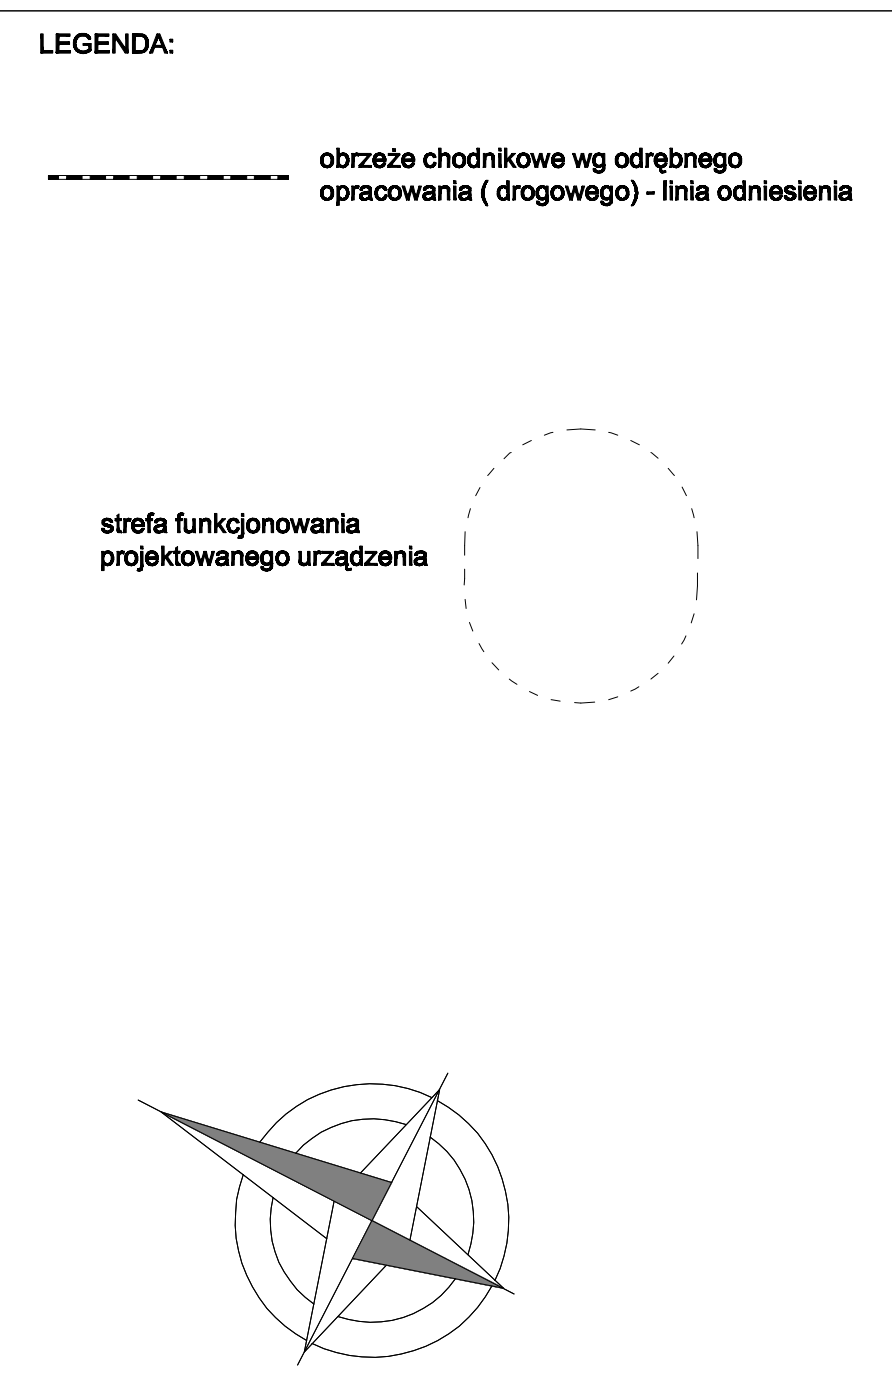 LEGENDA:
obrzeże chodnikowe wg odrębnego
opracowania ( drogowego) - linia odniesienia
strefa funkcjonowania
projektowanego urządzenia